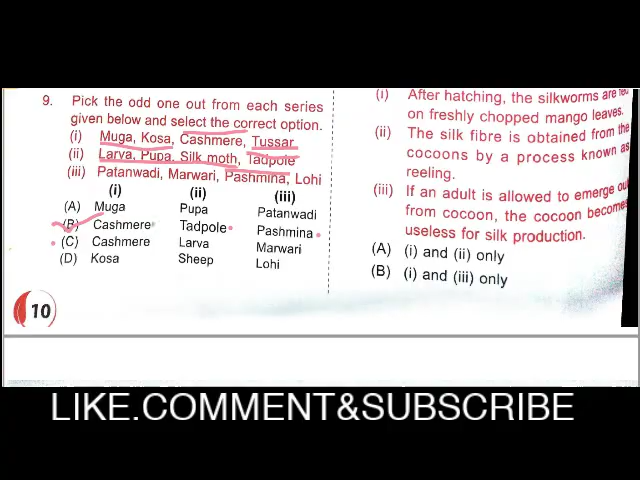 9. Pick the odd one out from each series
given below and select the correct option.
(i) Muga, Kosa, Cashmere, Tussar
(ii) Larva, Pupa, Silk moth, Tadpole
(iii) Patanwadi, Marwari, Pashmina, Lohi
(i) (ii) (iii)
(A) Muga Pupa Patanwadi
(B) Cashmere Tadpole Pashmina
(C) Cashmere Larva Marwari
(D) Kosa Sheep Lohi
10
(i) After hatching, the silkworms are fed
on freshly chopped mango leaves.
(ii) The silk fibre is obtained from the
cocoons by a process known as
reeling.
(iii) If an adult is allowed to emerge out
from cocoon, the cocoon becomes
useless for silk production.
(A) (i) and (ii) only
(B) (i) and (iii) only
LIKE.COMMENT&SUBSCRIBE